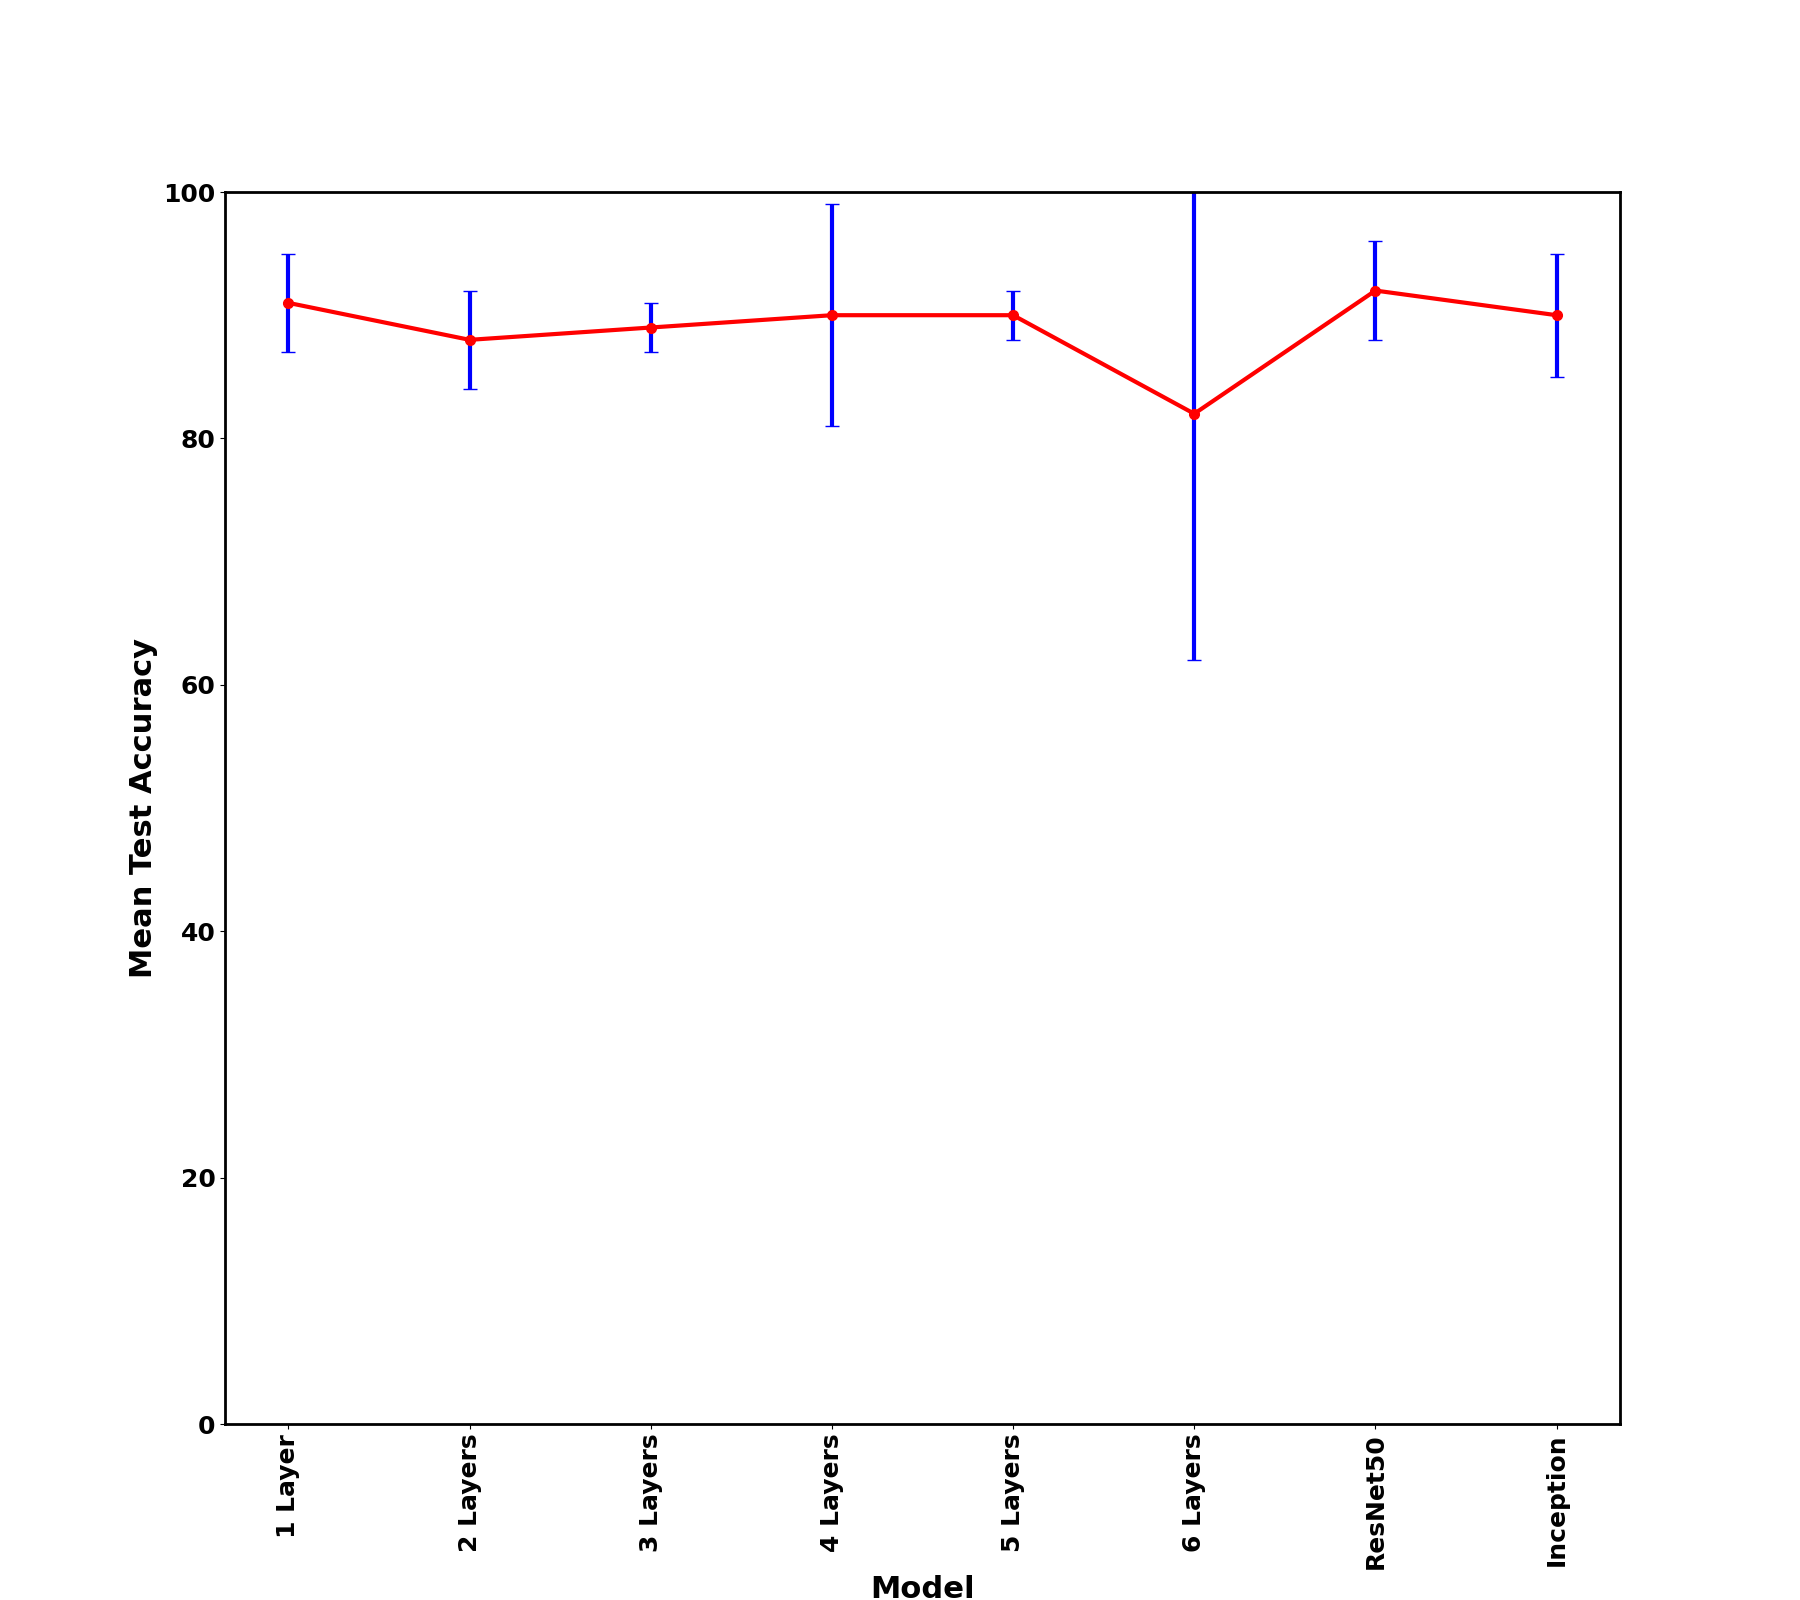 100
80
60
40
20
0
Mean Test Accuracy
1 Layer
2 Layers
3 Layers
4 Layers
5 Layers
6 Layers
ResNet50
Inception
Model